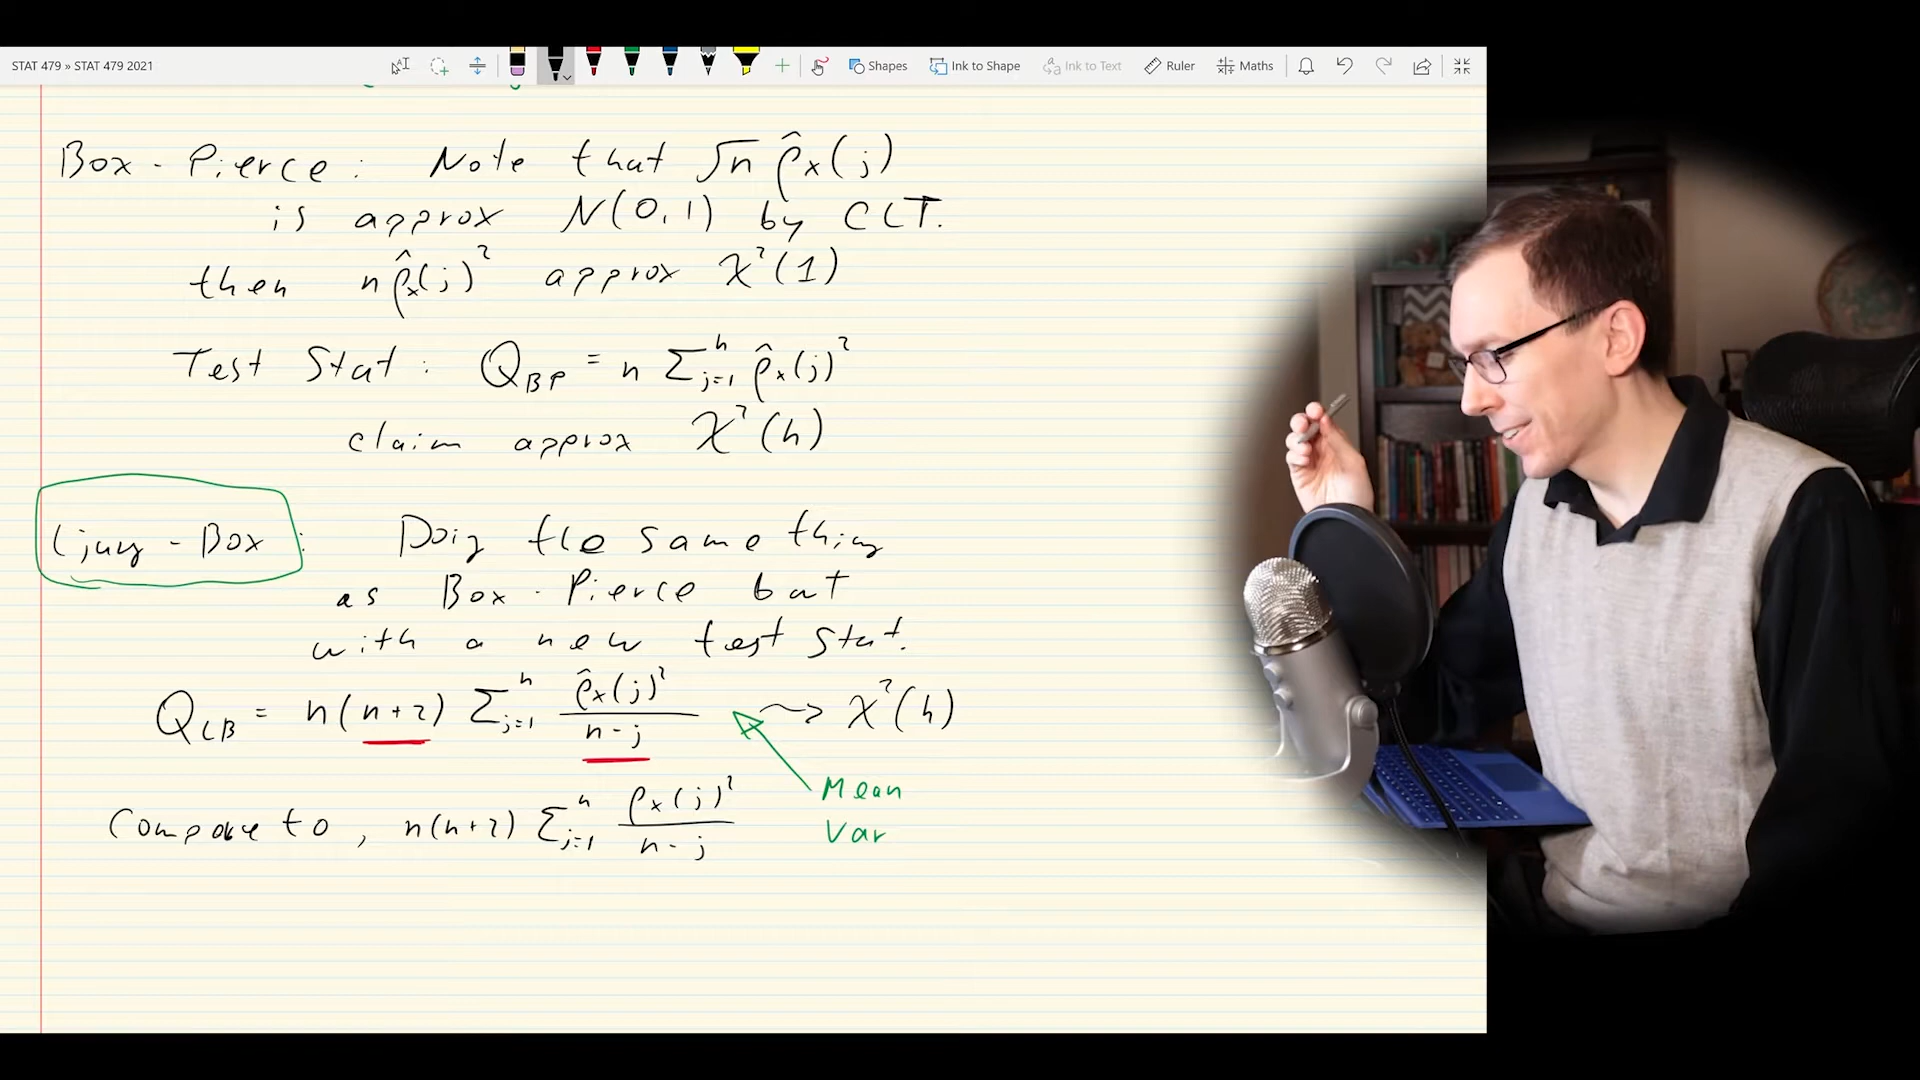 STAT 479 » STAT 479 2021
Shapes
Ink to Shape
Ink to Text
Ruler
Maths
Box - Pierce : Note that √n ρ̂x(j)
is approx N(0,1) by CLT.
then n ρ̂x(j)² approx χ²(1)
Test Stat : Q_BP = n Σ_{j=1}^h ρ̂x(j)²
claim approx χ²(h)
Ljung - Box : Doing the same thing
as Box - Pierce but
with a new test stat.
Q_LB = n(n+2) Σ_{j=1}^h ρ̂x(j)² / (n-j) ⇝ χ²(h)
Mean
Var
Compare to, n(n+2) Σ_{j=1}^h ρx(j)² / (n-j)